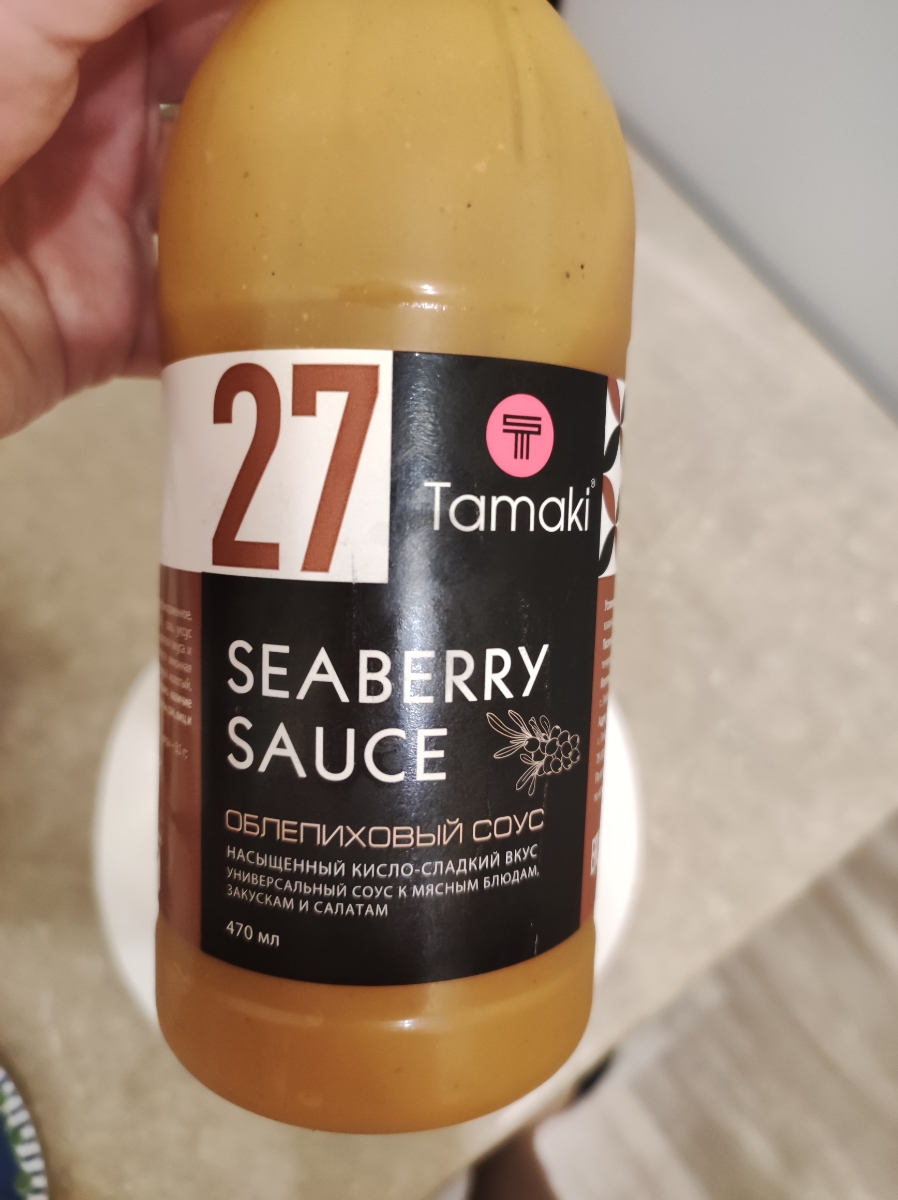 27
Tamaki®
SEABERRY
SAUCE
ОБЛЕПИХОВЫЙ СОУС
НАСЫЩЕННЫЙ КИСЛО-СЛАДКИЙ ВКУС
УНИВЕРСАЛЬНЫЙ СОУС К МЯСНЫМ БЛЮДАМ,
ЗАКУСКАМ И САЛАТАМ
470 мл